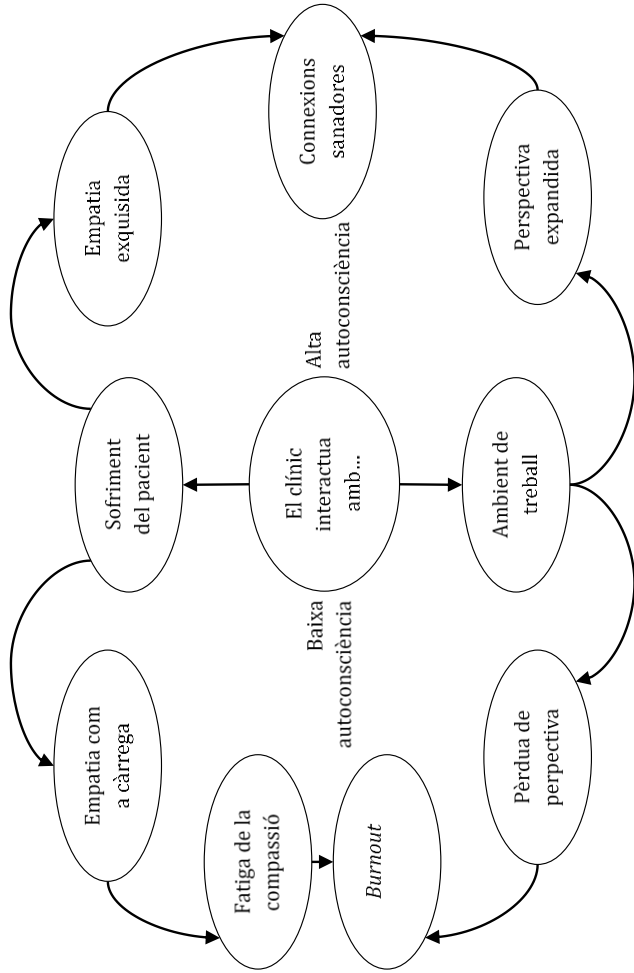 Empatia com
a càrrega
Sofriment
del pacient
Empatia
exquisida
Fatiga de la
compassió
Burnout
Baixa
autoconsciència
El clínic
interactua
amb...
Alta
autoconsciència
Connexions
sanadores
Pèrdua de
perpectiva
Ambient de
treball
Perspectiva
expandida